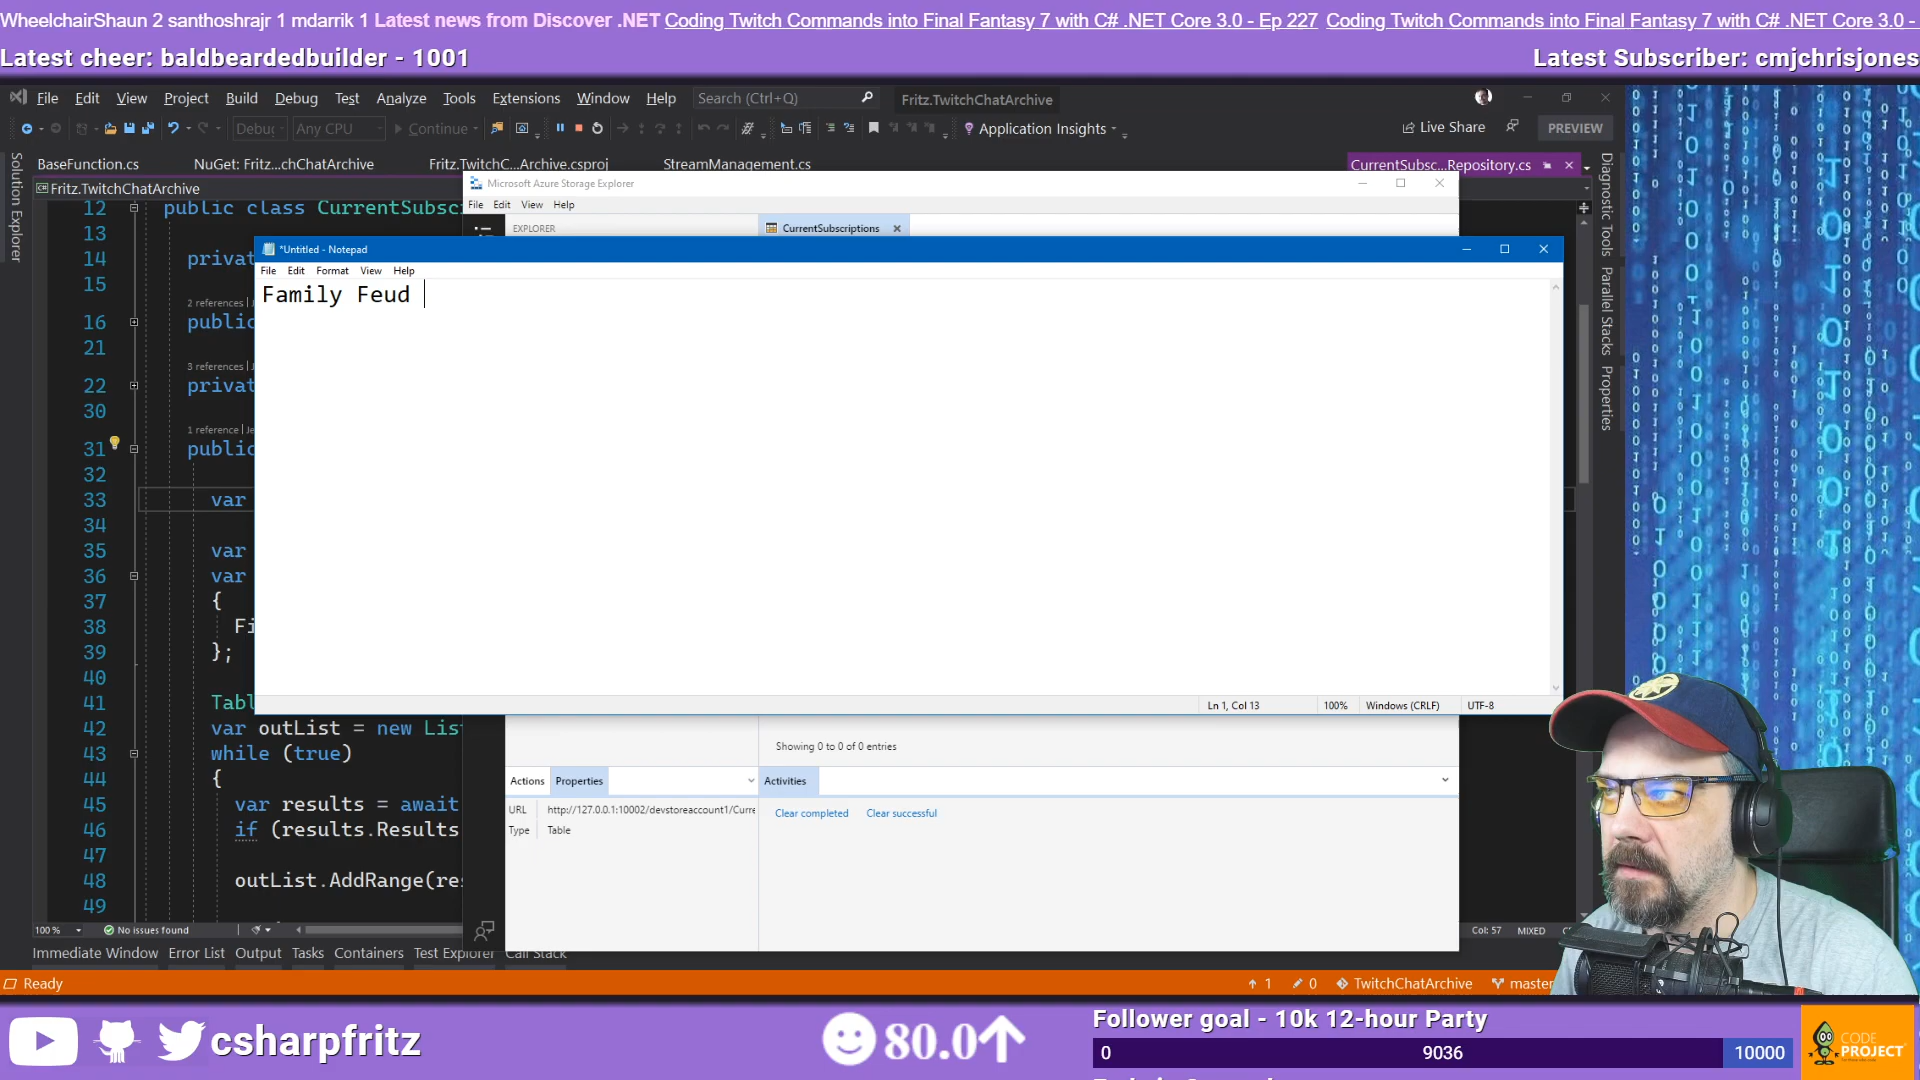 WheelchairShaun 2 santhoshrajr 1 mdarrik 1 Latest news from Discover .NET Coding Twitch Commands into Final Fantasy 7 with C# .NET Core 3.0 - Ep 227 Coding Twitch Commands into Final Fantasy 7 with C# .NET Core 3.0 -
Latest cheer: baldbeardedbuilder - 1001
Latest Subscriber: cmjchrisjones
File Edit View Project Build Debug Test Analyze Tools Extensions Window Help Search (Ctrl+Q) Fritz.TwitchChatArchive
Debug Any CPU Continue Application Insights Live Share PREVIEW
BaseFunction.cs NuGet: Fritz...chChatArchive Fritz.TwitchC...Archive.csproj StreamManagement.cs CurrentSubsc...Repository.cs
Solution Explorer
Fritz.TwitchChatArchive
Diagnostic Tools
Parallel Stacks
Properties
Microsoft Azure Storage Explorer
File Edit View Help
EXPLORER
CurrentSubscriptions
*Untitled - Notepad
File Edit Format View Help
Family Feud
Ln 1, Col 13 100% Windows (CRLF) UTF-8
12 public class CurrentSubsc
13
14 privat
15
2 references
16 public
21
3 references
22 privat
30
1 reference
31 public
32
33 var
34
35 var
36 var
37 {
38 Fi
39 };
40
41 Tabl
42 var outList = new Lis
43 while (true)
44 {
45 var results = await
46 if (results.Results
47
48 outList.AddRange(re
49
Showing 0 to 0 of 0 entries
Actions Properties Activities
URL http://127.0.0.1:10002/devstoreaccount1/Curre
Type Table
Clear completed Clear successful
100% No issues found
Col: 57 MIXED
Immediate Window Error List Output Tasks Containers Test Explorer Call Stack
Ready
1 0 TwitchChatArchive master
csharpfritz
80.0
Follower goal - 10k 12-hour Party
0 9036 10000
CODE PROJECT